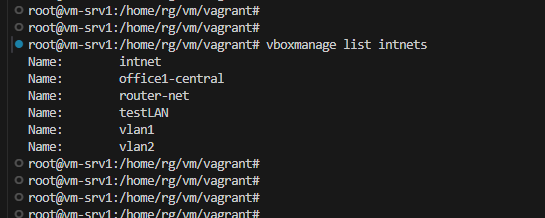 root@vm-srv1:/home/rg/vm/vagrant#
root@vm-srv1:/home/rg/vm/vagrant#
root@vm-srv1:/home/rg/vm/vagrant# vboxmanage list intnets
Name: intnet
Name: office1-central
Name: router-net
Name: testLAN
Name: vlan1
Name: vlan2
root@vm-srv1:/home/rg/vm/vagrant#
root@vm-srv1:/home/rg/vm/vagrant#
root@vm-srv1:/home/rg/vm/vagrant#
root@vm-srv1:/home/rg/vm/vagrant#